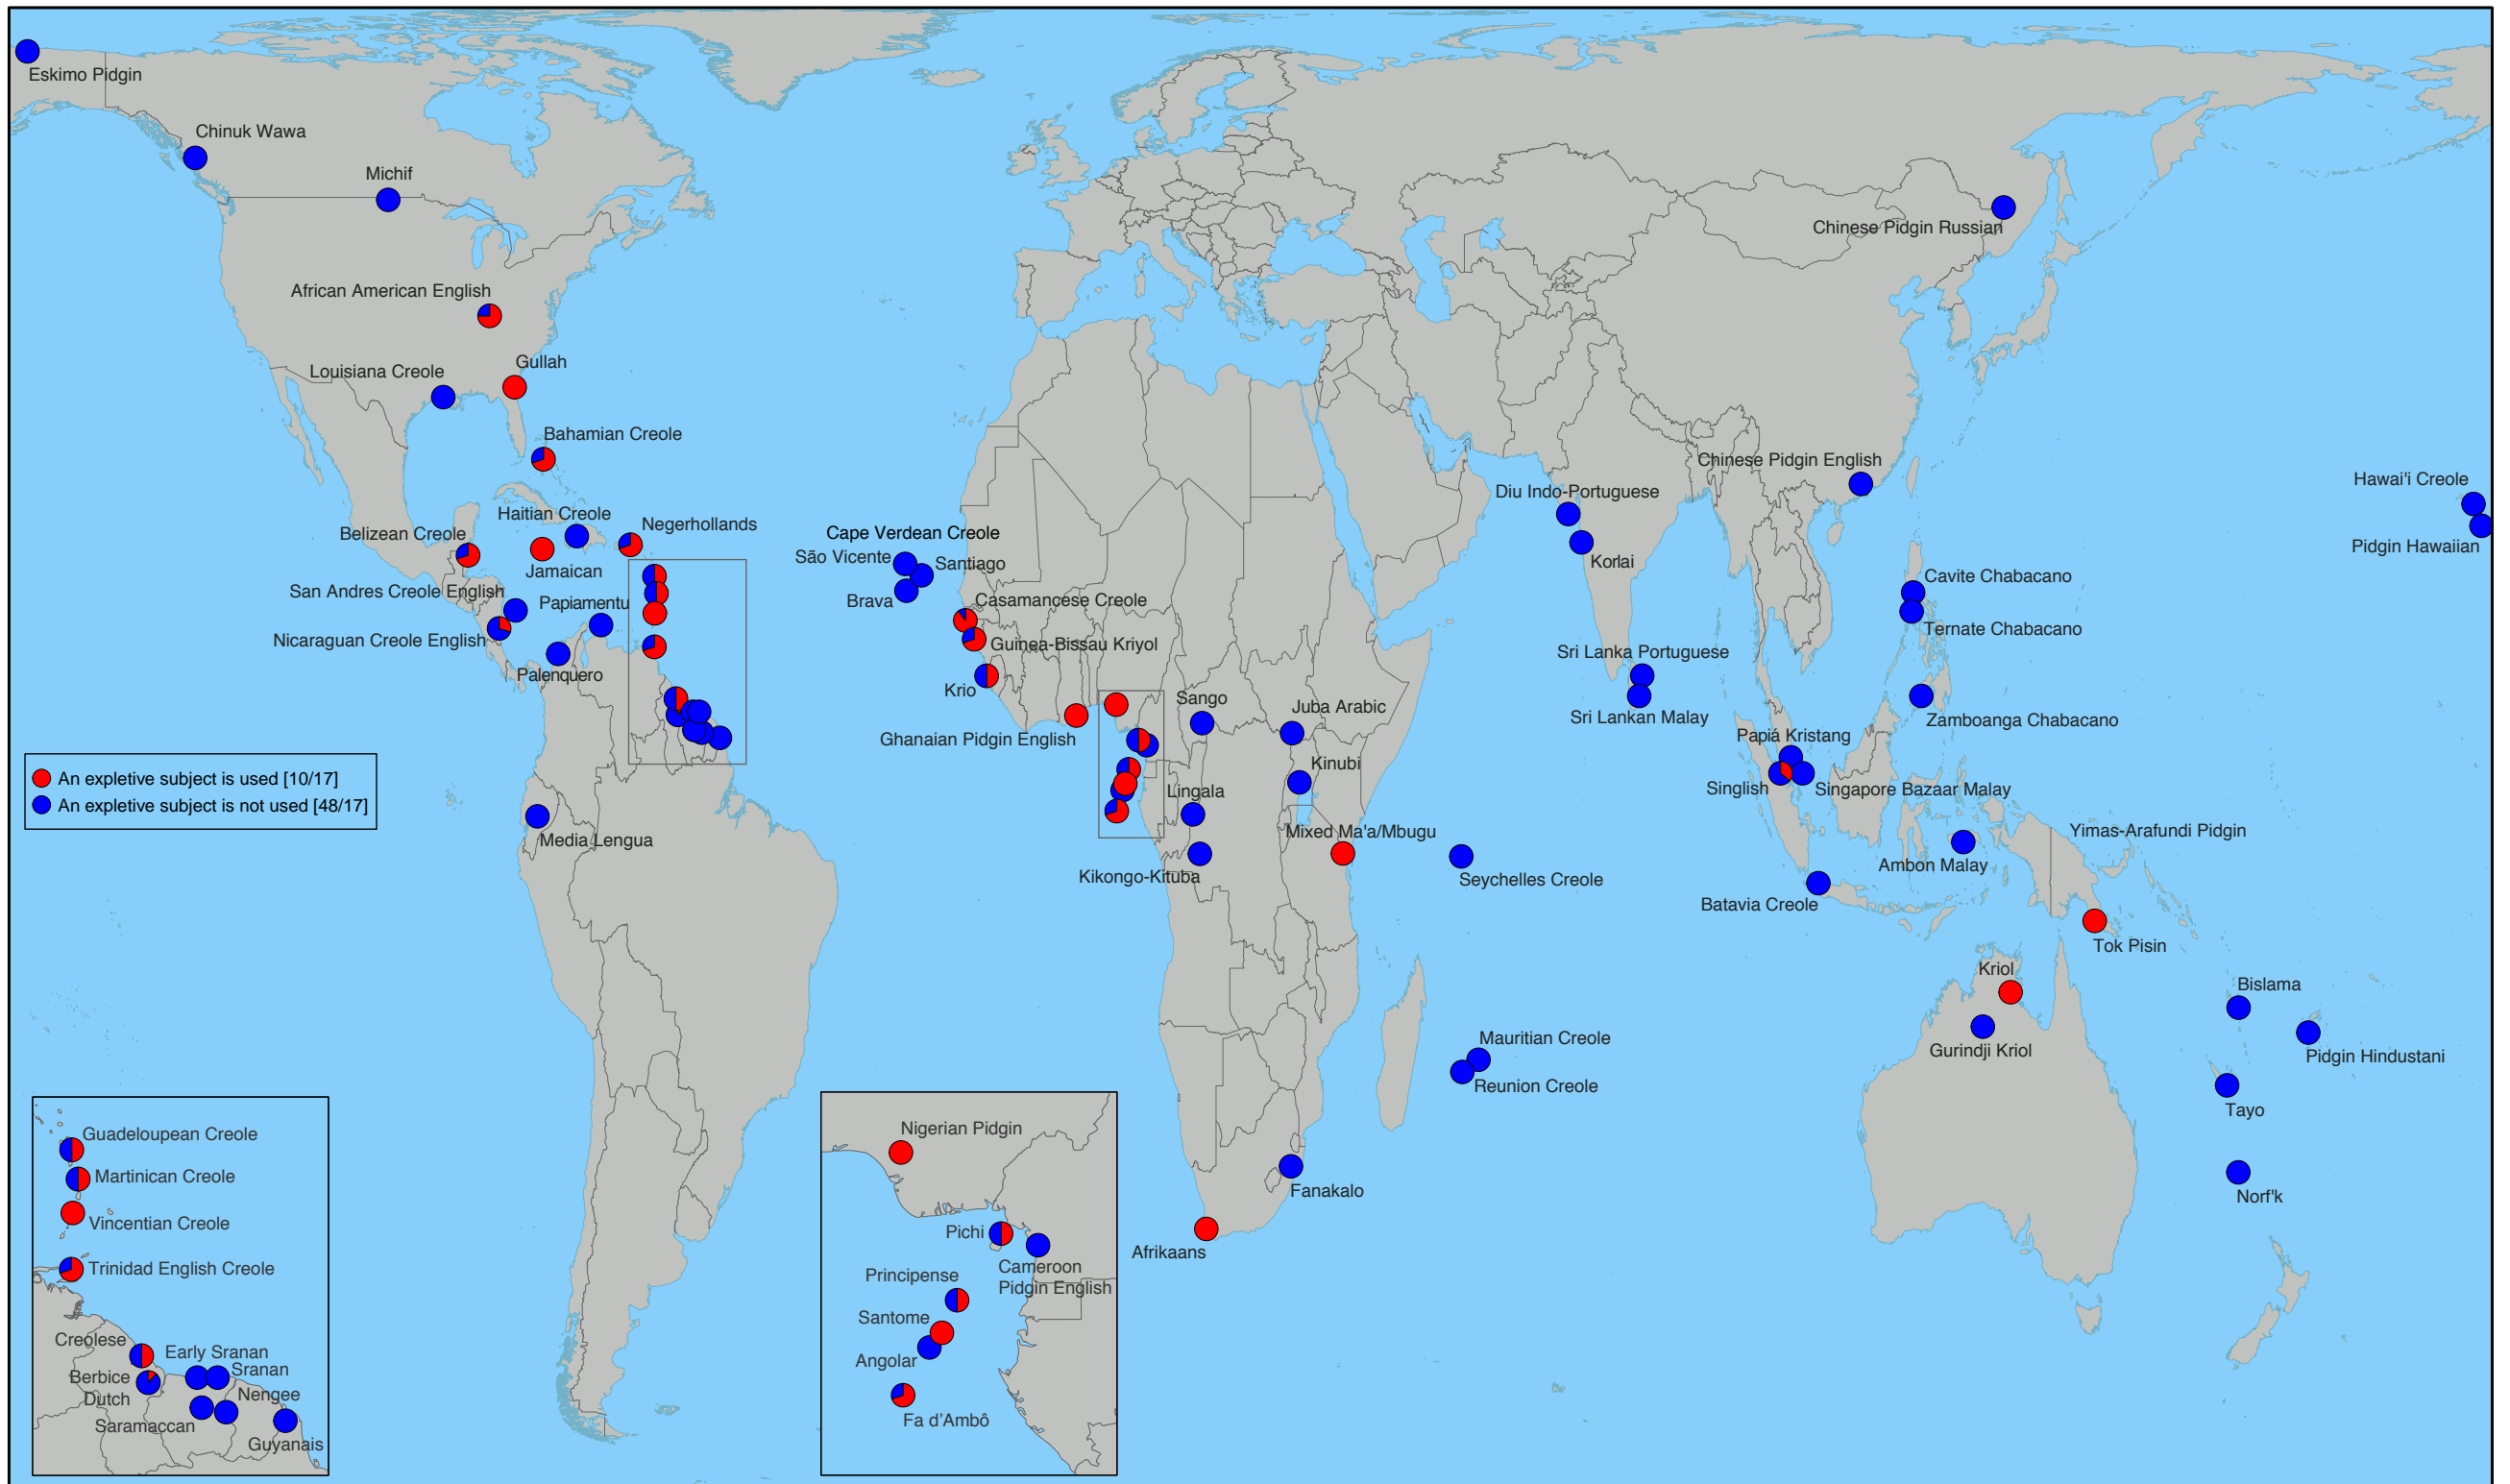 Eskimo Pidgin
Chinuk Wawa
Michif
Chinese Pidgin Russian
African American English
Gullah
Louisiana Creole
Bahamian Creole
Chinese Pidgin English
Hawai'i Creole
Diu Indo-Portuguese
Haitian Creole
Negerhollands
Belizean Creole
Cape Verdean Creole
São Vicente
Santiago
Korlai
Pidgin Hawaiian
Jamaican
Cavite Chabacano
San Andres Creole English
Papiamentu
Brava
Casamancese Creole
Ternate Chabacano
Nicaraguan Creole English
Guinea-Bissau Kriyol
Sri Lanka Portuguese
Palenquero
Krio
Sango
Juba Arabic
Sri Lankan Malay
Zamboanga Chabacano
Ghanaian Pidgin English
Papiá Kristang
Kinubi
An expletive subject is used [10/17]
An expletive subject is not used [48/17]
Lingala
Singlish
Singapore Bazaar Malay
Media Lengua
Mixed Ma'a/Mbugu
Yimas-Arafundi Pidgin
Ambon Malay
Kikongo-Kituba
Seychelles Creole
Batavia Creole
Tok Pisin
Kriol
Bislama
Mauritian Creole
Gurindji Kriol
Pidgin Hindustani
Reunion Creole
Tayo
Fanakalo
Norf'k
Afrikaans
Guadeloupean Creole
Martinican Creole
Vincentian Creole
Trinidad English Creole
Creolese
Early Sranan
Sranan
Berbice
Dutch
Nengee
Saramaccan
Guyanais
Nigerian Pidgin
Pichi
Cameroon
Pidgin English
Principense
Santome
Angolar
Fa d’Ambô